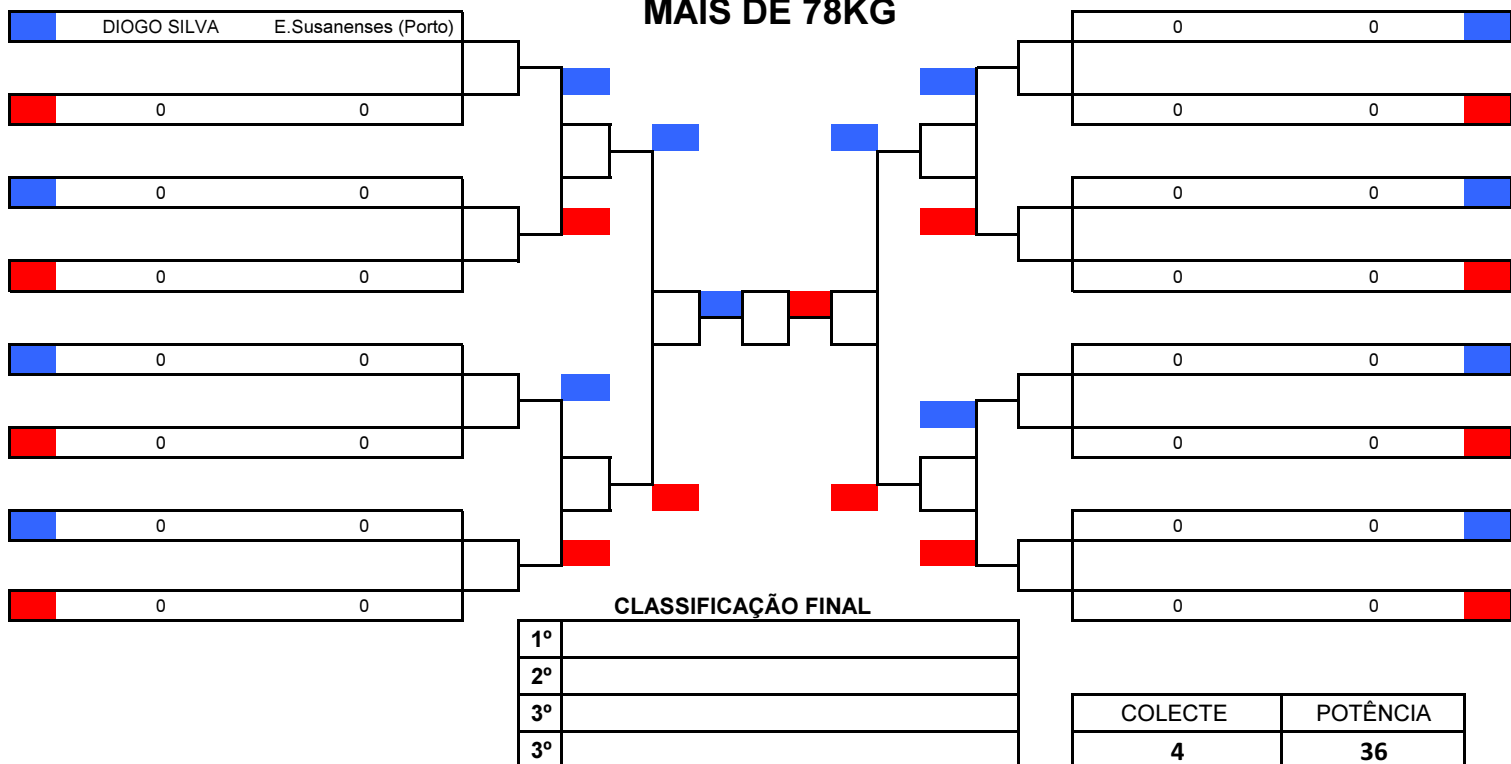 MAIS DE 78KG
DIOGO SILVA E.Susanenses (Porto) 0 0
0 0 0 0
0 0 0 0
0 0 0 0
0 0 0 0
0 0 0 0
0 0 0 0
0 0 0 0
CLASSIFICAÇÃO FINAL
1º
2º
3º COLECTE POTÊNCIA
3º 4 36